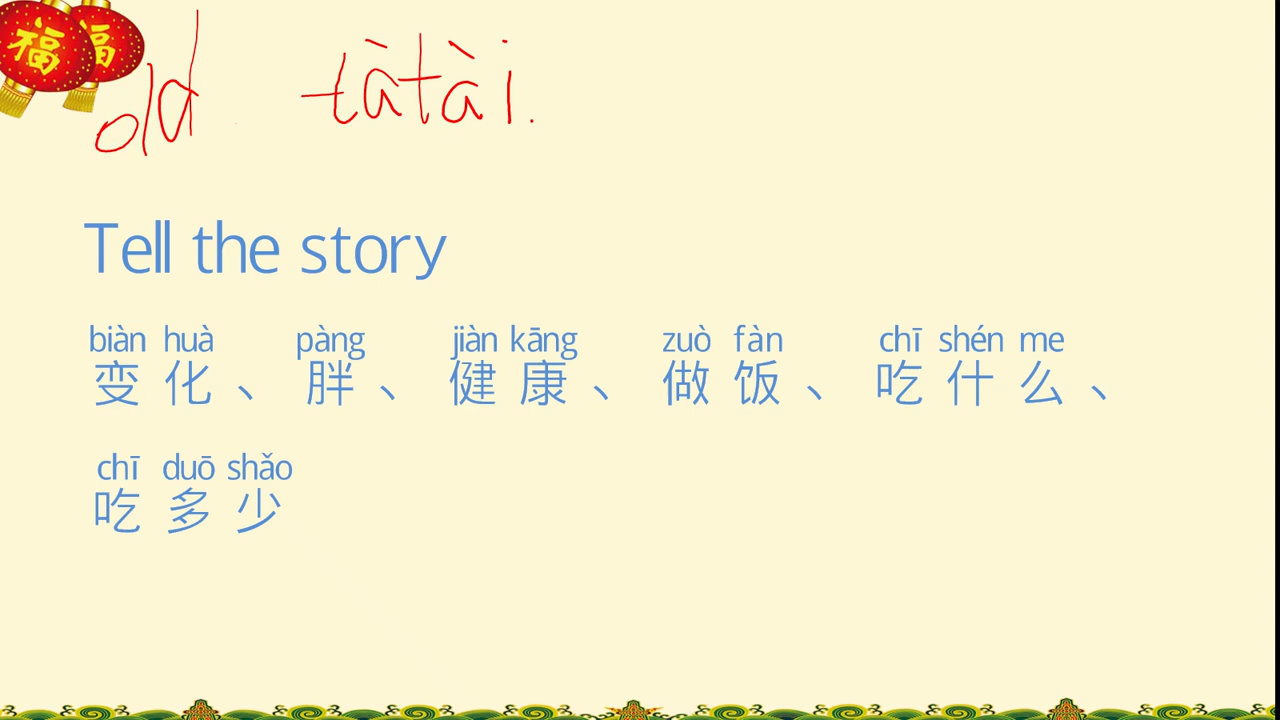 福 福
old tàtài.
Tell the story
biàn huà pàng jiàn kāng zuò fàn chī shén me
变 化 、 胖 、 健 康 、 做 饭 、 吃 什 么 、
chī duō shǎo
吃 多 少